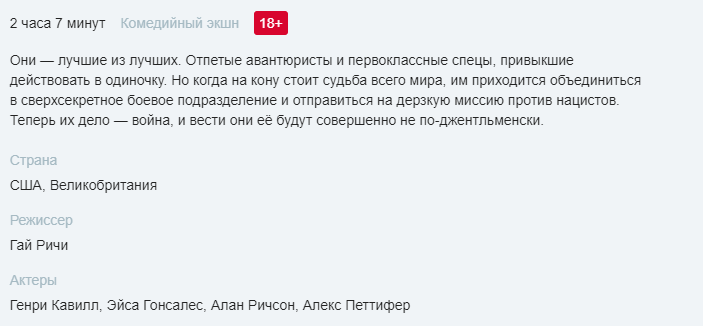 2 часа 7 минут Комедийный экшн 18+
Они — лучшие из лучших. Отпетые авантюристы и первоклассные спецы, привыкшие
действовать в одиночку. Но когда на кону стоит судьба всего мира, им приходится объединиться
в сверхсекретное боевое подразделение и отправиться на дерзкую миссию против нацистов.
Теперь их дело — война, и вести они её будут совершенно не по-джентльменски.
Страна
США, Великобритания
Режиссер
Гай Ричи
Актеры
Генри Кавилл, Эйса Гонсалес, Алан Ричсон, Алекс Петтифер